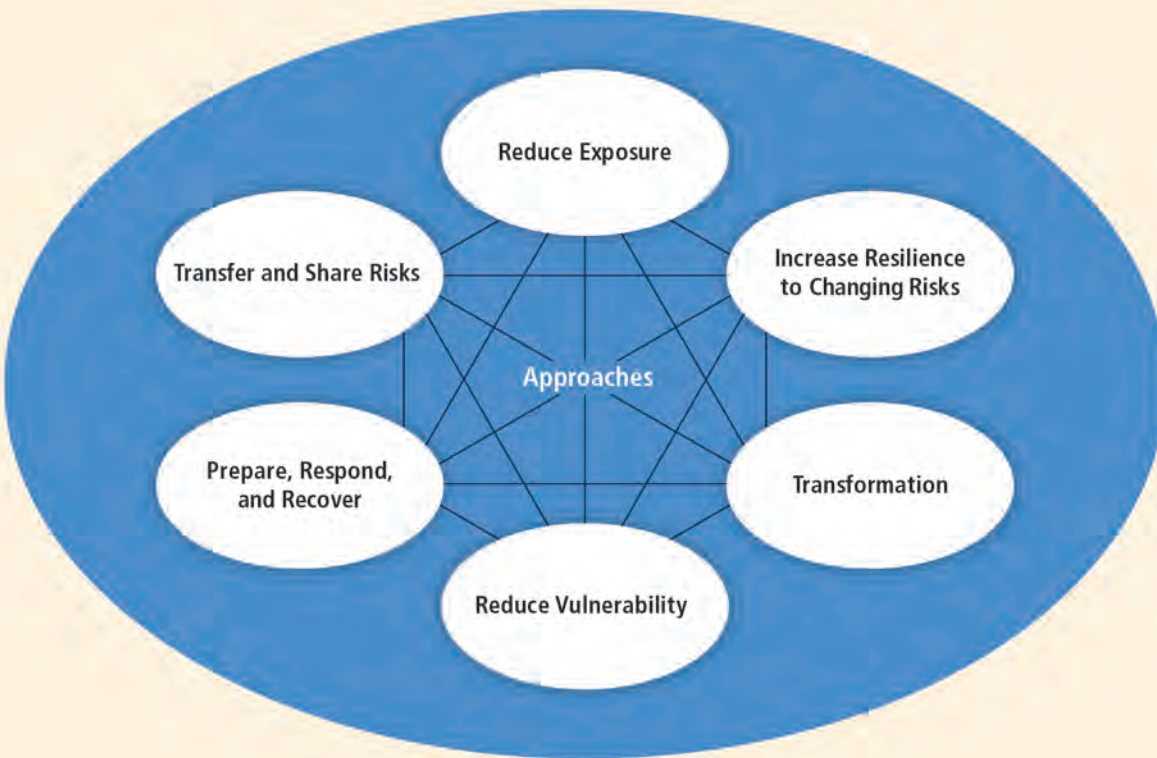 Reduce Exposure
Transfer and Share Risks
Increase Resilience
to Changing Risks
Approaches
Prepare, Respond,
and Recover
Transformation
Reduce Vulnerability